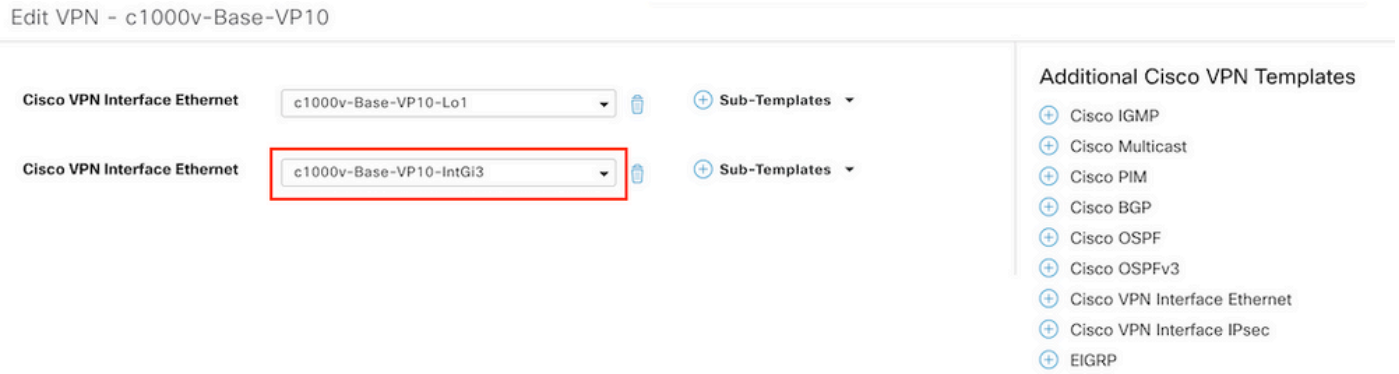 Edit VPN - c1000v-Base-VP10
Cisco VPN Interface Ethernet c1000v-Base-VP10-Lo1 Sub-Templates
Cisco VPN Interface Ethernet c1000v-Base-VP10-IntGi3 Sub-Templates
Additional Cisco VPN Templates
Cisco IGMP
Cisco Multicast
Cisco PIM
Cisco BGP
Cisco OSPF
Cisco OSPFv3
Cisco VPN Interface Ethernet
Cisco VPN Interface IPsec
EIGRP